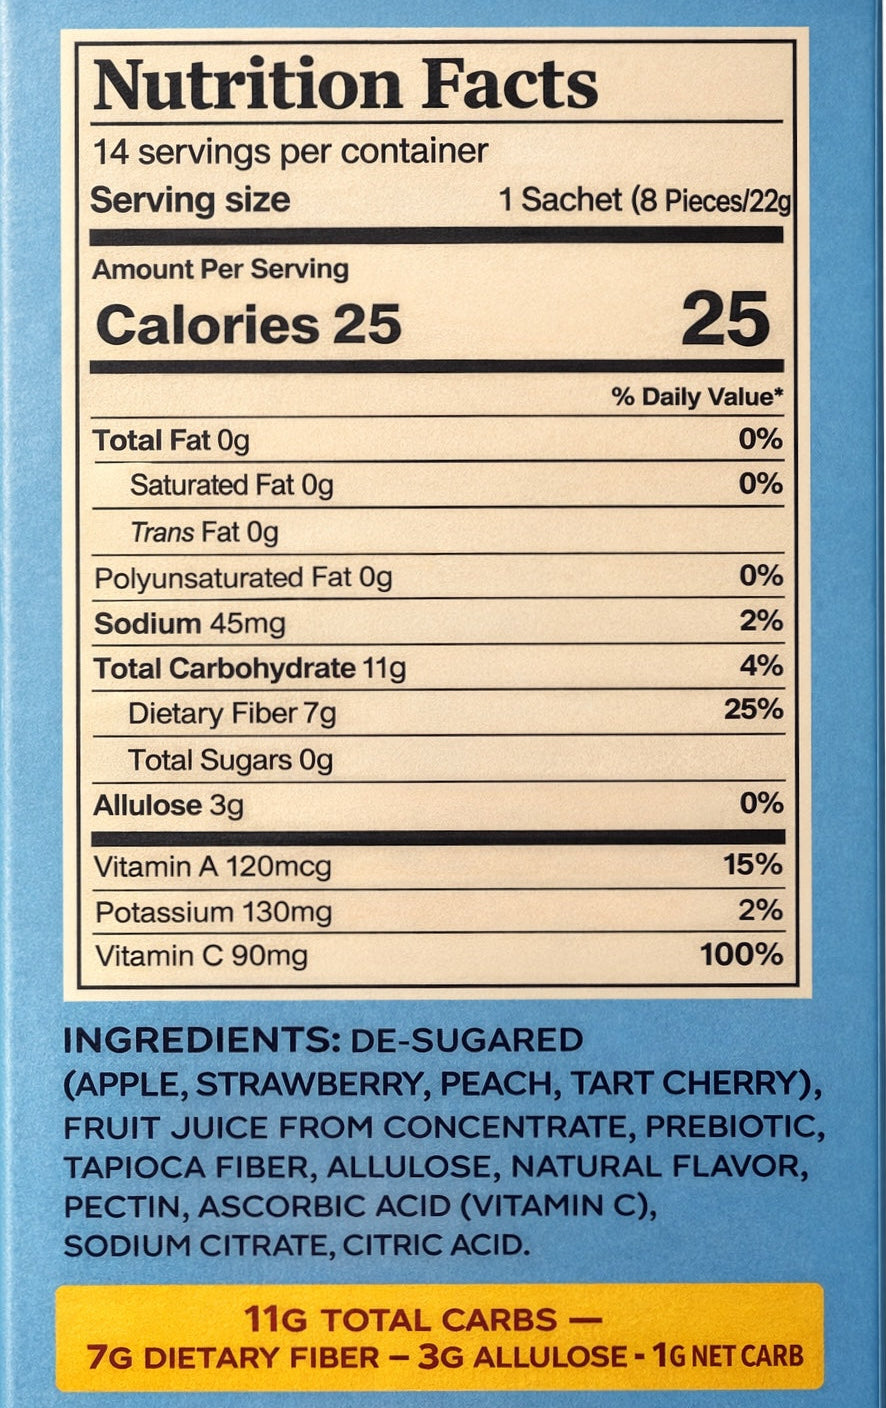 Nutrition Facts
14 servings per container
Serving size 1 Sachet (8 Pieces/22g
Amount Per Serving
Calories 25 25
% Daily Value*
Total Fat 0g 0%
Saturated Fat 0g 0%
Trans Fat 0g
Polyunsaturated Fat 0g 0%
Sodium 45mg 2%
Total Carbohydrate 11g 4%
Dietary Fiber 7g 25%
Total Sugars 0g
Allulose 3g 0%
Vitamin A 120mcg 15%
Potassium 130mg 2%
Vitamin C 90mg 100%
INGREDIENTS: DE-SUGARED
(APPLE, STRAWBERRY, PEACH, TART CHERRY),
FRUIT JUICE FROM CONCENTRATE, PREBIOTIC,
TAPIOCA FIBER, ALLULOSE, NATURAL FLAVOR,
PECTIN, ASCORBIC ACID (VITAMIN C),
SODIUM CITRATE, CITRIC ACID.
11G TOTAL CARBS —
7G DIETARY FIBER – 3G ALLULOSE - 1G NET CARB